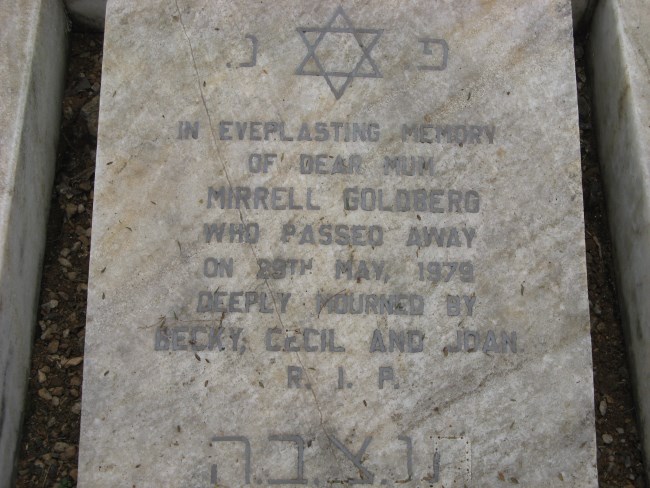 פ נ
IN EVERLASTING MEMORY
OF DEAR MUM
MIRRELL GOLDBERG
WHO PASSED AWAY
ON 29TH MAY, 1979
DEEPLY MOURNED BY
BECKY, CECIL AND JOAN.
R. I. P.
ת.נ.צ.ב.ה